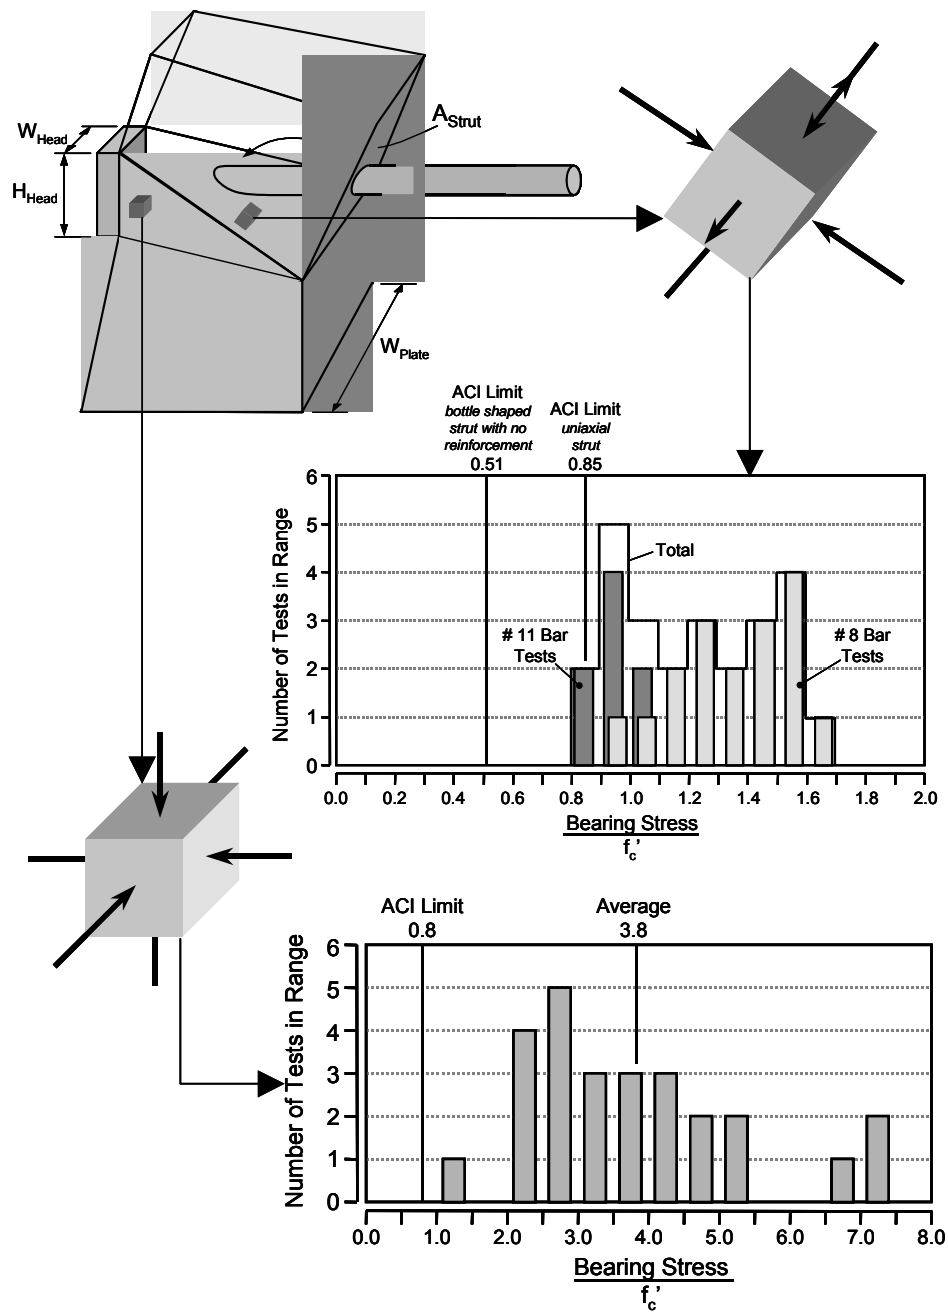 W Head
H Head
A Strut
W Plate
ACI Limit
bottle shaped
strut with no
reinforcement
0.51
ACI Limit
uniaxial
strut
0.85
Number of Tests in Range
6
5
4
3
2
1
0
Total
# 11 Bar
Tests
# 8 Bar
Tests
0.0 0.2 0.4 0.6 0.8 1.0 1.2 1.4 1.6 1.8 2.0
Bearing Stress
fc'
ACI Limit
0.8
Average
3.8
Number of Tests in Range
6
5
4
3
2
1
0
0.0 1.0 2.0 3.0 4.0 5.0 6.0 7.0 8.0
Bearing Stress
fc'